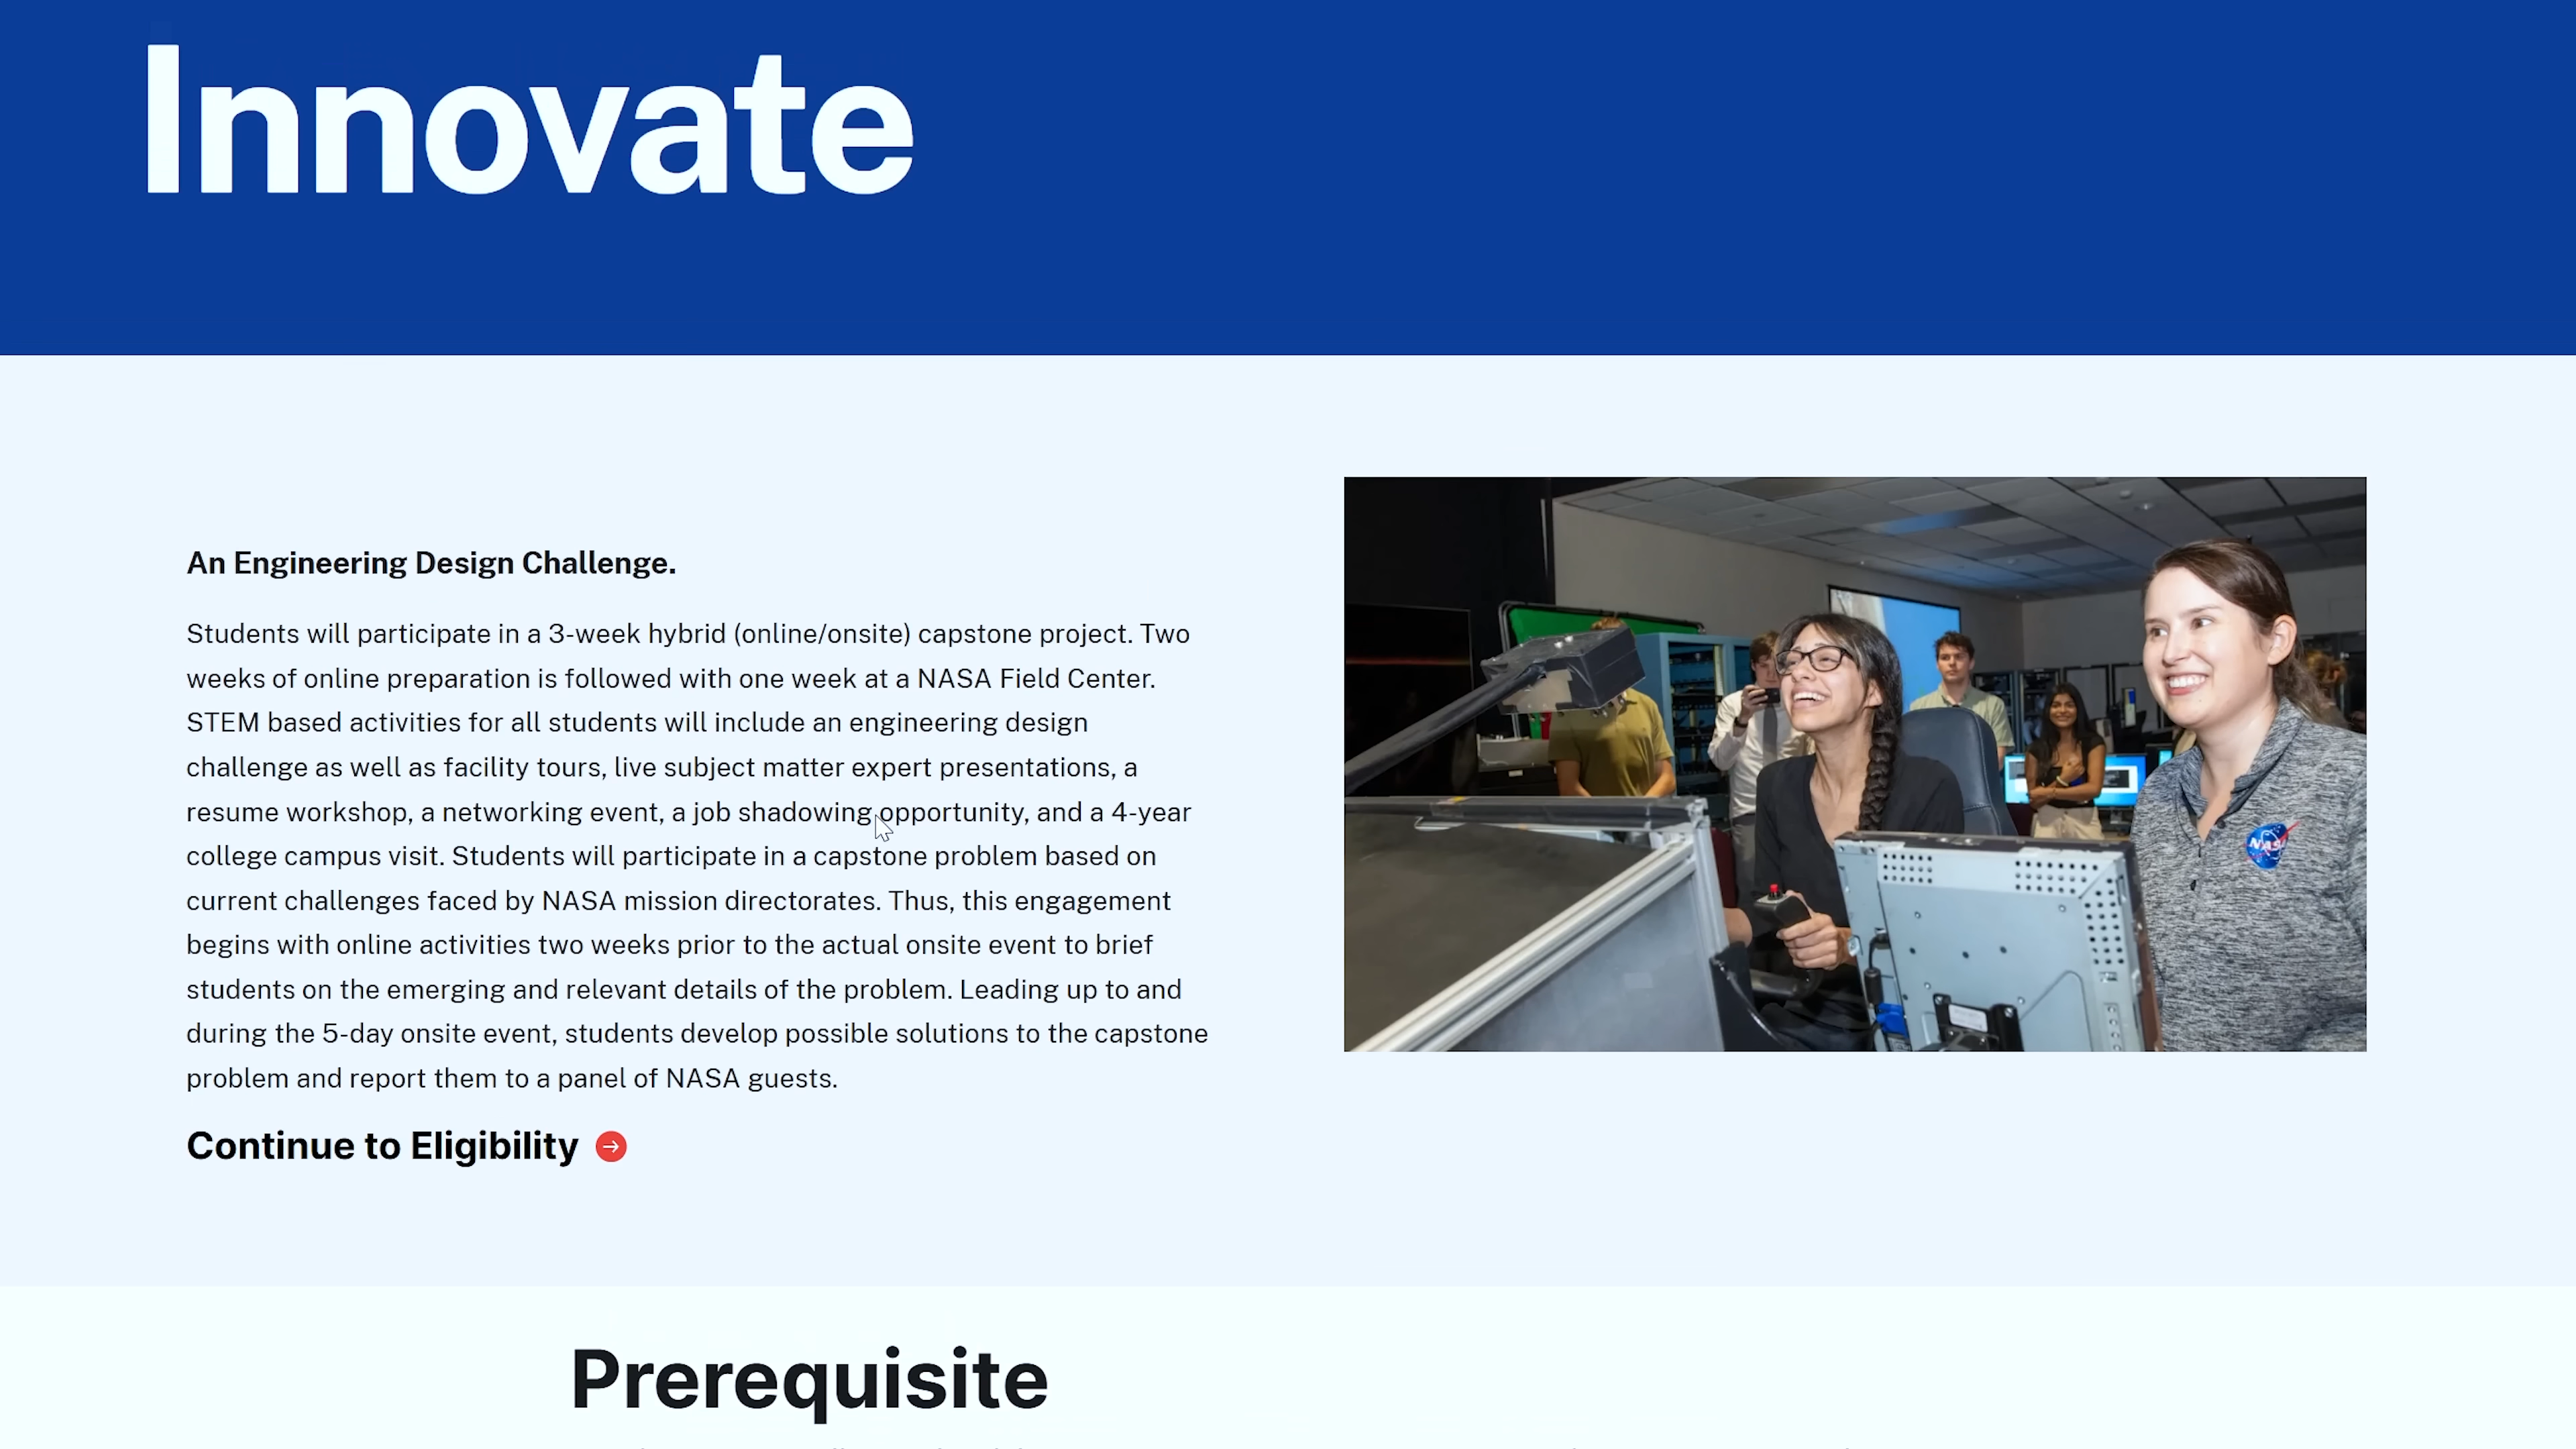 Innovate
An Engineering Design Challenge.
Students will participate in a 3-week hybrid (online/onsite) capstone project. Two
weeks of online preparation is followed with one week at a NASA Field Center.
STEM based activities for all students will include an engineering design
challenge as well as facility tours, live subject matter expert presentations, a
resume workshop, a networking event, a job shadowing opportunity, and a 4-year
college campus visit. Students will participate in a capstone problem based on
current challenges faced by NASA mission directorates. Thus, this engagement
begins with online activities two weeks prior to the actual onsite event to brief
students on the emerging and relevant details of the problem. Leading up to and
during the 5-day onsite event, students develop possible solutions to the capstone
problem and report them to a panel of NASA guests.
Continue to Eligibility
NASA
Prerequisite